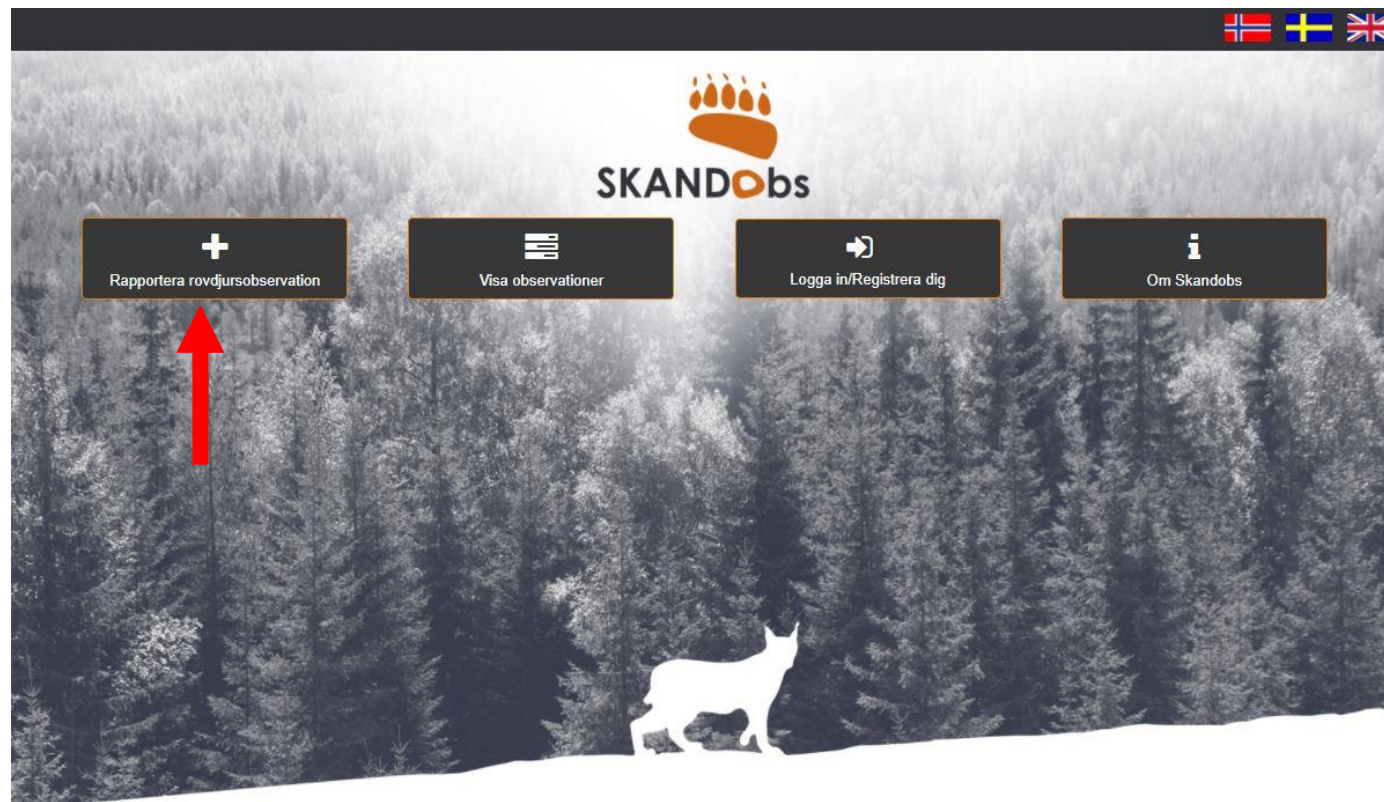 SKANDObs
Rapportera rovdjursobservation
Visa observationer
Logga in/Registrera dig
Om Skandobs